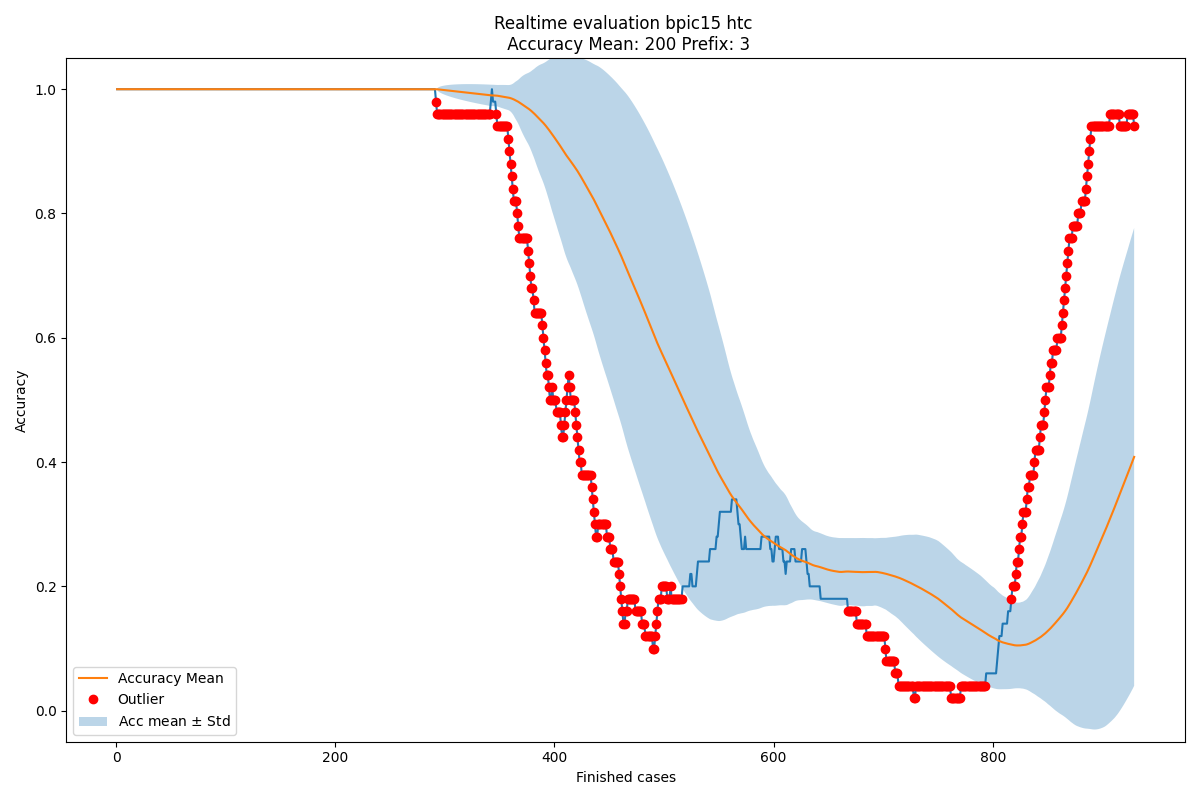 Realtime evaluation bpic15 htc
Accuracy Mean: 200 Prefix: 3
Accuracy
1.0
0.8
0.6
0.4
0.2
0.0
Accuracy Mean
Outlier
Acc mean ± Std
0 200 400 600 800
Finished cases